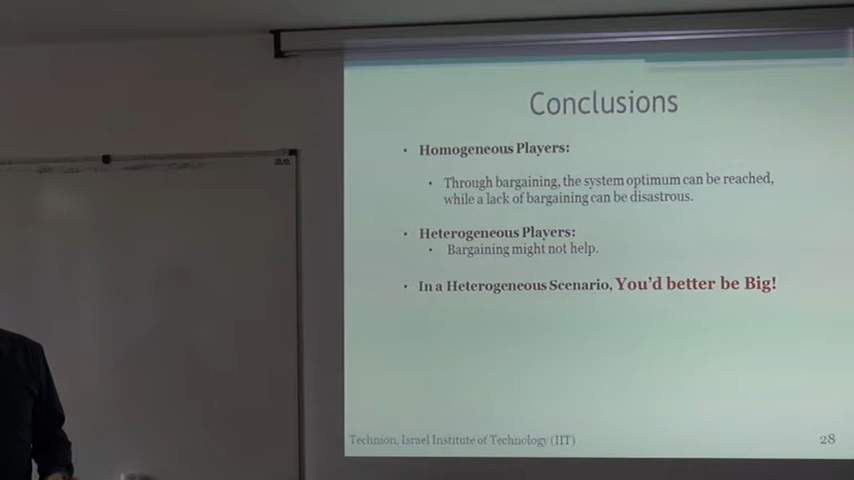 Conclusions
• Homogeneous Players:
• Through bargaining, the system optimum can be reached,
while a lack of bargaining can be disastrous.
• Heterogeneous Players:
• Bargaining might not help.
• In a Heterogeneous Scenario, You'd better be Big!
Technion, Israel Institute of Technology (IIT) 28